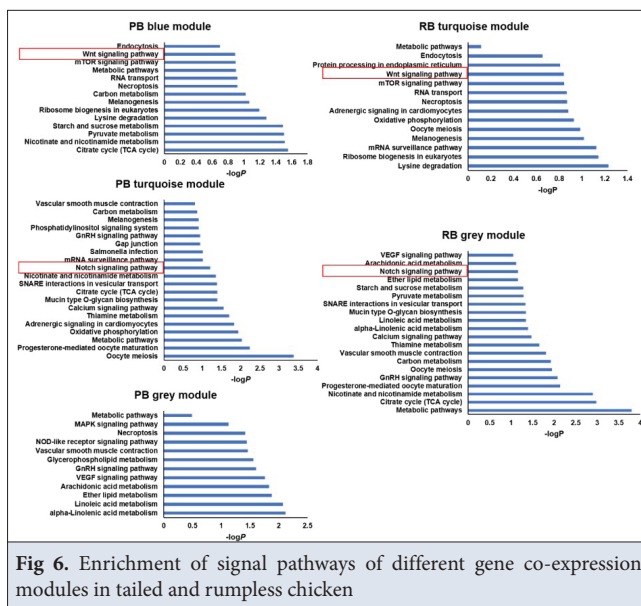 PB blue module
Endocytosis
Wnt signaling pathway
mTOR signaling pathway
Metabolic pathways
RNA transport
Necroptosis
Carbon metabolism
Melanogenesis
Ribosome biogenesis in eukaryotes
Lysine degradation
Starch and sucrose metabolism
Pyruvate metabolism
Nicotinate and nicotinamide metabolism
Citrate cycle (TCA cycle)
0 0.2 0.4 0.6 0.8 1 1.2 1.4 1.6 1.8
-logP
RB turquoise module
Metabolic pathways
Endocytosis
Protein processing in endoplasmic reticulum
Wnt signaling pathway
mTOR signaling pathway
RNA transport
Necroptosis
Adrenergic signaling in cardiomyocytes
Oxidative phosphorylation
Oocyte meiosis
Melanogenesis
mRNA surveillance pathway
Ribosome biogenesis in eukaryotes
Lysine degradation
0 0.2 0.4 0.6 0.8 1 1.2 1.4
-logP
PB turquoise module
Vascular smooth muscle contraction
Carbon metabolism
Melanogenesis
Phosphatidylinositol signaling system
GnRH signaling pathway
Gap junction
Salmonella infection
mRNA surveillance pathway
Notch signaling pathway
Nicotinate and nicotinamide metabolism
SNARE interactions in vesicular transport
Citrate cycle (TCA cycle)
Mucin type O-glycan biosynthesis
Calcium signaling pathway
Thiamine metabolism
Adrenergic signaling in cardiomyocytes
Oxidative phosphorylation
Metabolic pathways
Progesterone-mediated oocyte maturation
Oocyte meiosis
0 0.5 1 1.5 2 2.5 3 3.5 4
-logP
RB grey module
VEGF signaling pathway
Arachidonic acid metabolism
Notch signaling pathway
Ether lipid metabolism
Starch and sucrose metabolism
Pyruvate metabolism
SNARE interactions in vesicular transport
Mucin type O-glycan biosynthesis
Linoleic acid metabolism
alpha-Linolenic acid metabolism
Calcium signaling pathway
Thiamine metabolism
Vascular smooth muscle contraction
Carbon metabolism
Oocyte meiosis
GnRH signaling pathway
Progesterone-mediated oocyte maturation
Nicotinate and nicotinamide metabolism
Citrate cycle (TCA cycle)
Metabolic pathways
0 0.5 1 1.5 2 2.5 3 3.5 4
-logP
PB grey module
Metabolic pathways
MAPK signaling pathway
Necroptosis
NOD-like receptor signaling pathway
Vascular smooth muscle contraction
Glycerophospholipid metabolism
GnRH signaling pathway
VEGF signaling pathway
Arachidonic acid metabolism
Ether lipid metabolism
Linoleic acid metabolism
alpha-Linolenic acid metabolism
0 0.5 1 1.5 2 2.5
-logP
Fig 6. Enrichment of signal pathways of different gene co-expression
modules in tailed and rumpless chicken